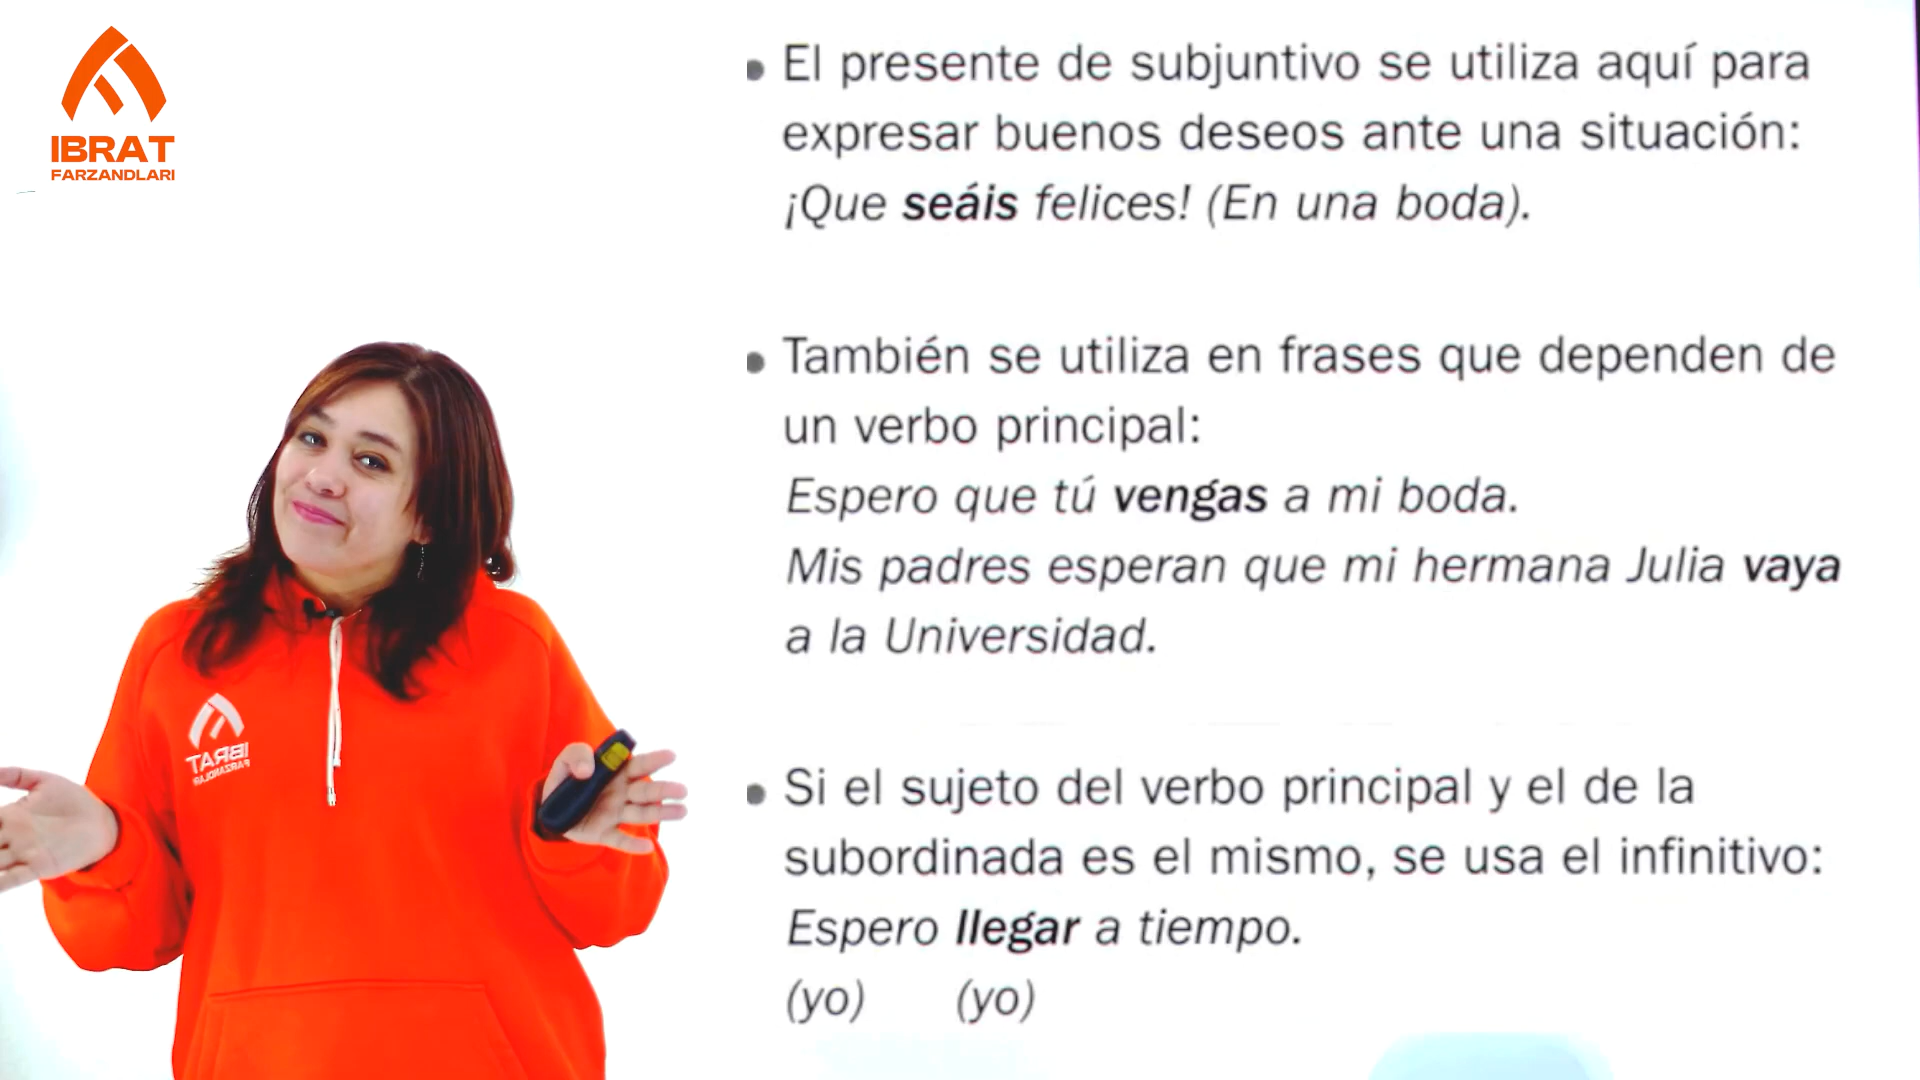 IBRAT
FARZANDLARI
• El presente de subjuntivo se utiliza aquí para
expresar buenos deseos ante una situación:
¡Que seáis felices! (En una boda).
• También se utiliza en frases que dependen de
un verbo principal:
Espero que tú vengas a mi boda.
Mis padres esperan que mi hermana Julia vaya
a la Universidad.
• Si el sujeto del verbo principal y el de la
subordinada es el mismo, se usa el infinitivo:
Espero llegar a tiempo.
(yo) (yo)
IBRAT
FARZANDLARI